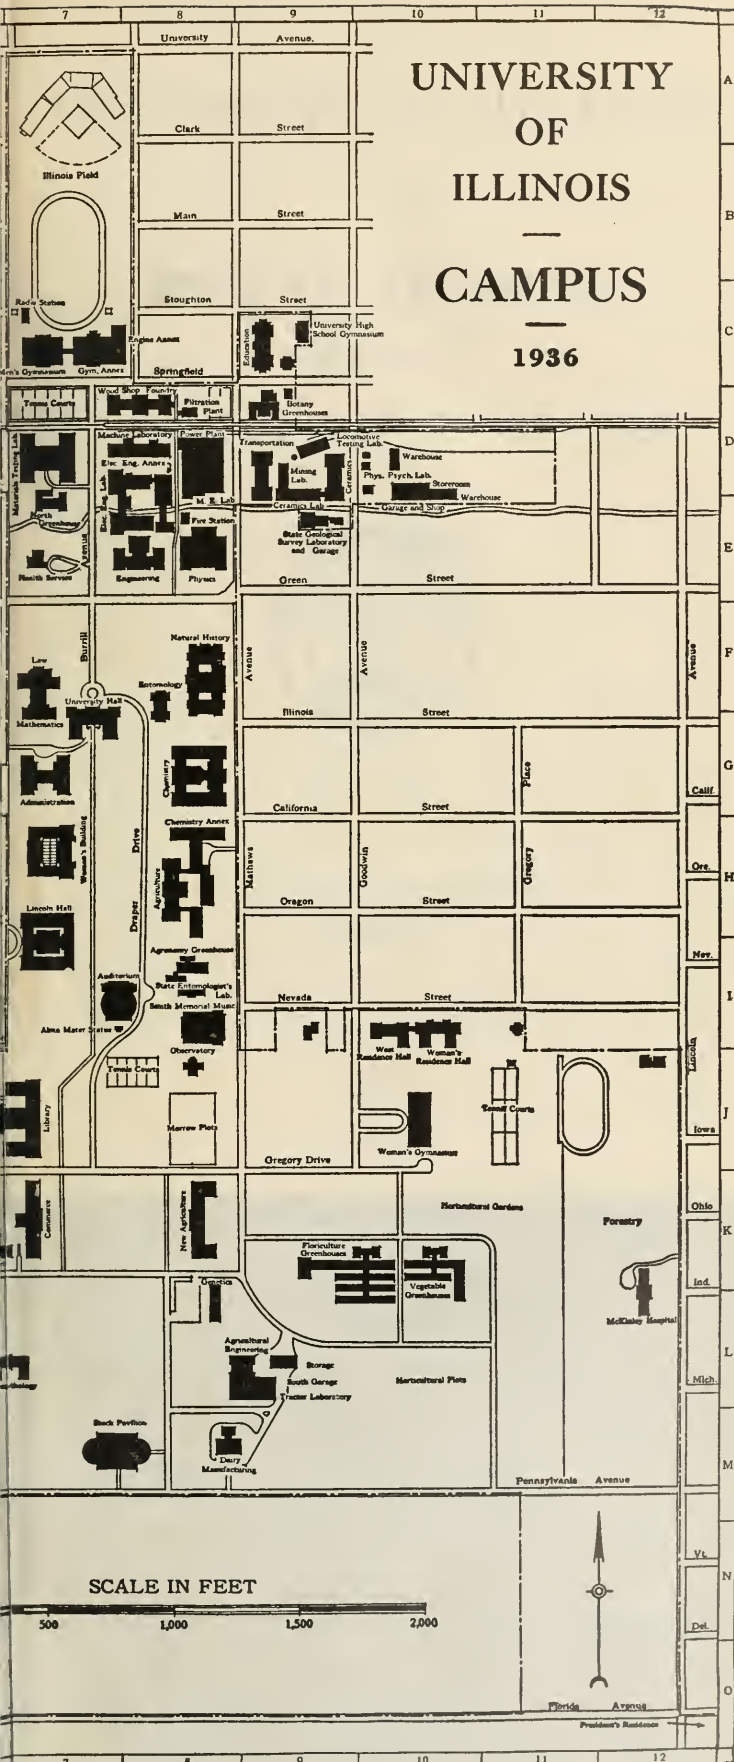 7 8 9 10 11 12
University Avenue.
UNIVERSITY
OF
ILLINOIS
CAMPUS
1936
A
Clark Street
Illinois Field
Main Street
B
Radio Station
Stoughton Street
University High
School Gymnasium
C
Engine Annex
Education
Men's Gymnasium
Gym. Annex
Springfield
Tennis Courts
Wood Shop Foundry
Filtration
Plant
Botany
Greenhouses
Materials Testing Lab.
Machine Laboratory
Power Plant
Transportation
Locomotive
Testing Lab.
D
Elec Eng. Annex
Warehouse
Mining
Lab.
Ceramics
Phys. Psych. Lab.
Storeroom
Warehouse
Elec. Eng. Lab.
M. E. Lab
Ceramics Lab
Garage and Shop
North
Greenhouse
Fire Station
State Geological
Survey Laboratory
and Garage
E
Avenue
Health Service
Engineering
Physics
Green Street
Burrill
Natural History
Avenue
Avenue
Avenue
F
Law
Entomology
University Hall
Mathematics
Illinois Street
Chemistry
Place
G
Administration
Calif.
California Street
Woman's Building
Drive
Chemistry Annex
Agriculture
Mathews
Goodwin
Gregory
Ore.
H
Draper
Oragon Street
Lincoln Hall
Agronomy Greenhouse
Nev.
Auditorium
State Entomologist's
Lab.
Nevada Street
I
Smith Memorial Music
Alma Mater Statue
Observatory
West
Residence Hall
Woman's
Residence Hall
Lincoln
Tennis Courts
Library
Morrow Plots
Tennis Courts
J
Iowa
Woman's Gymnasium
Gregory Drive
Commerce
New Agriculture
Horticultural Gardens
Ohio
Forestry
K
Floriculture
Greenhouses
Vegetable
Greenhouses
Genetics
Ind.
McKinley Hospital
Agricultural
Engineering
Storage
L
South Garage
Tractor Laboratory
Horticultural Plots
Mich.
Stock Pavilion
Dairy
Manufacturing
M
Pennsylvania Avenue
Vt.
SCALE IN FEET
N
500 1,000 1,500 2,000
Del.
O
Florida Avenue
President's Residence
7 8 9 10 11 12